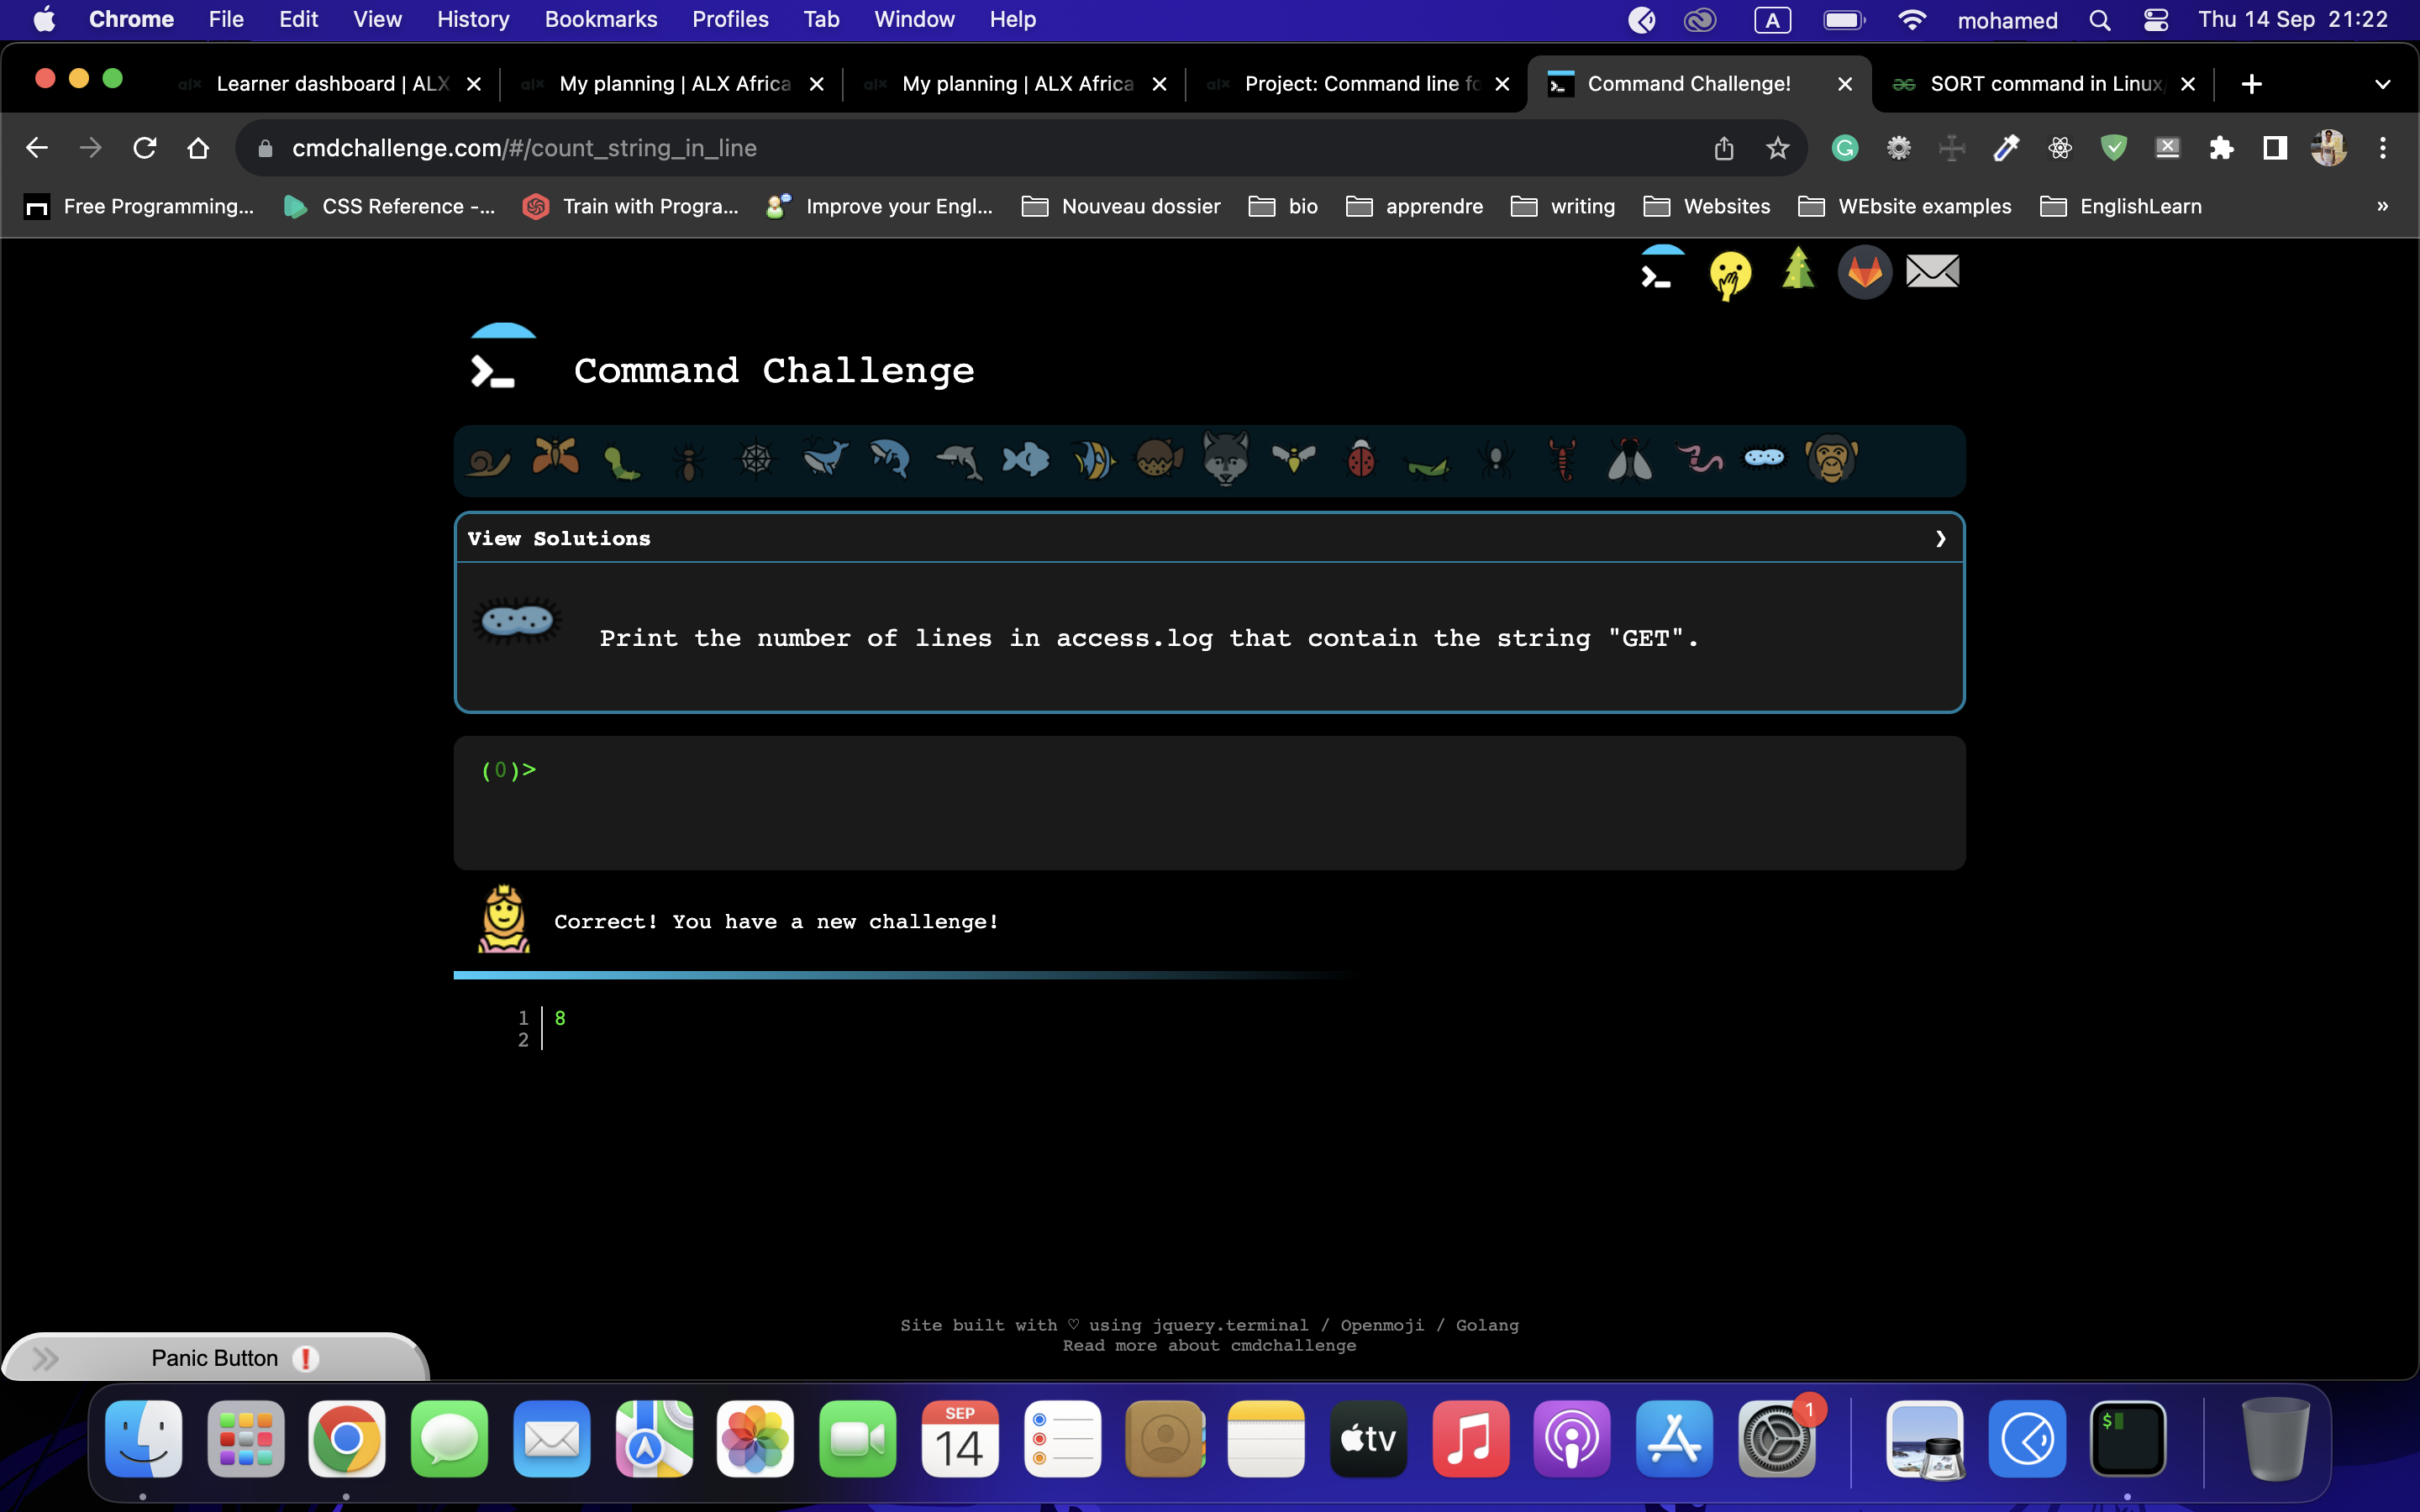 Chrome File Edit View History Bookmarks Profiles Tab Window Help A mohamed Thu 14 Sep 21:22
Learner dashboard | ALX My planning | ALX Africa My planning | ALX Africa Project: Command line fo Command Challenge! SORT command in Linux/
cmdchallenge.com/#/count_string_in_line
Free Programming... CSS Reference -... Train with Progra... Improve your Engl... Nouveau dossier bio apprendre writing Websites WEbsite examples EnglishLearn »
Command Challenge
View Solutions
Print the number of lines in access.log that contain the string "GET".
(0)>
Correct! You have a new challenge!
1 8
2
Site built with ♡ using jquery.terminal / Openmoji / Golang
Read more about cmdchallenge
Panic Button
SEP
14
tv
1
$